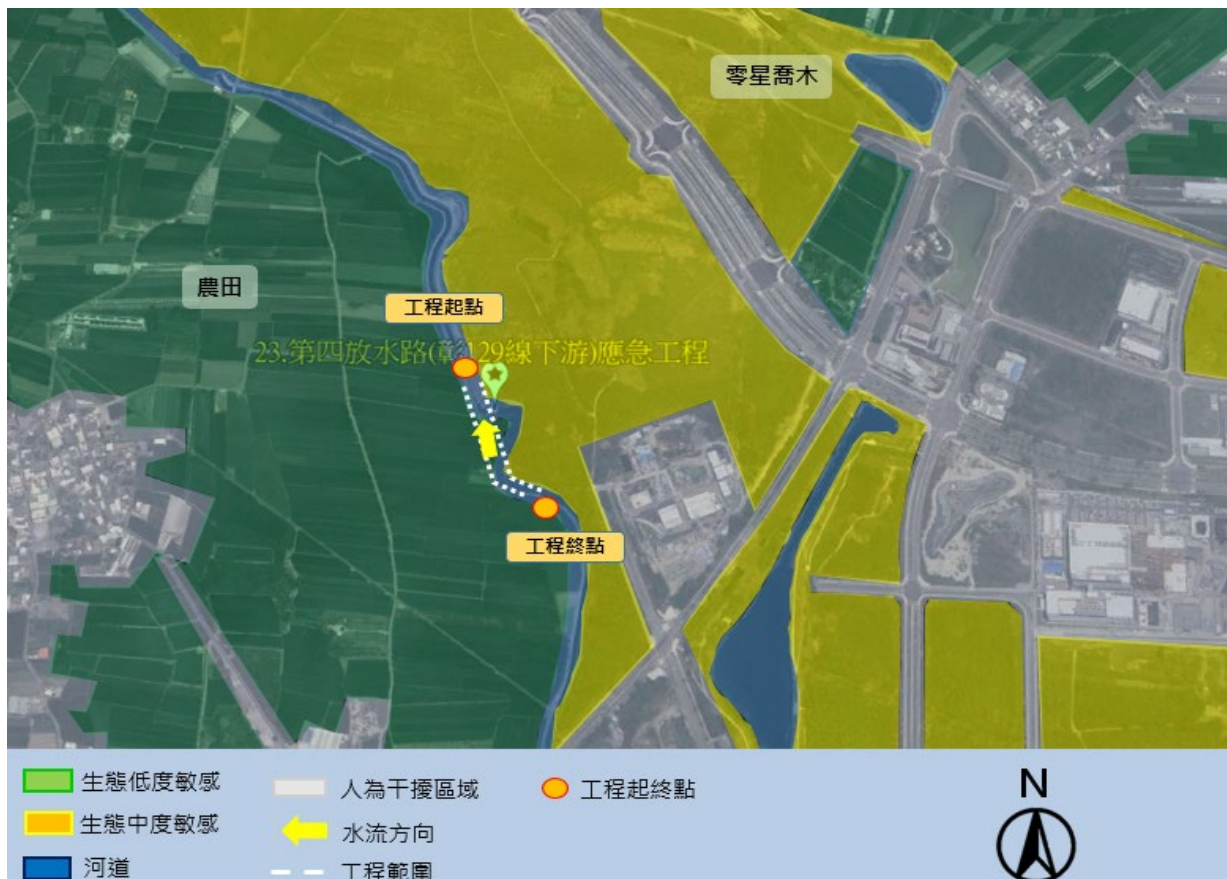 零星喬木
農田
工程起點
23.第四放水路(彰129線下游)應急工程
工程終點
生態低度敏感
人為干擾區域
工程起終點
N
生態中度敏感
水流方向
河道
工程範圍